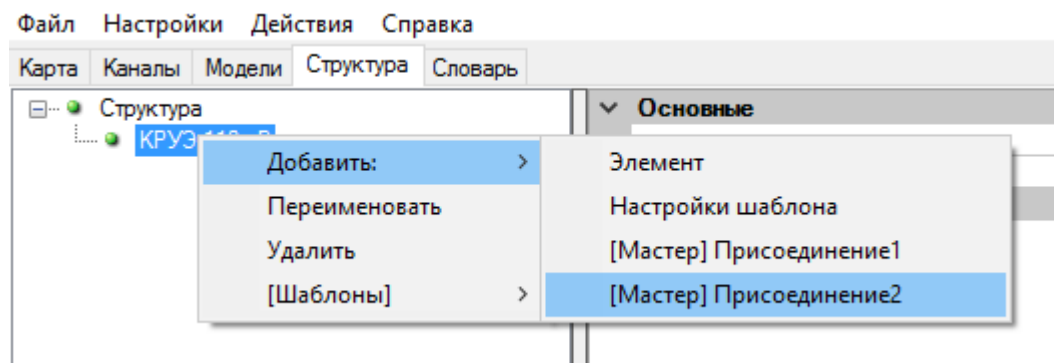 Файл Настройки Действия Справка
Карта Каналы Модели Структура Словарь
Структура
Основные
КРУЭ
Добавить:
Переименовать
Удалить
[Шаблоны]
Элемент
Настройки шаблона
[Мастер] Присоединение1
[Мастер] Присоединение2